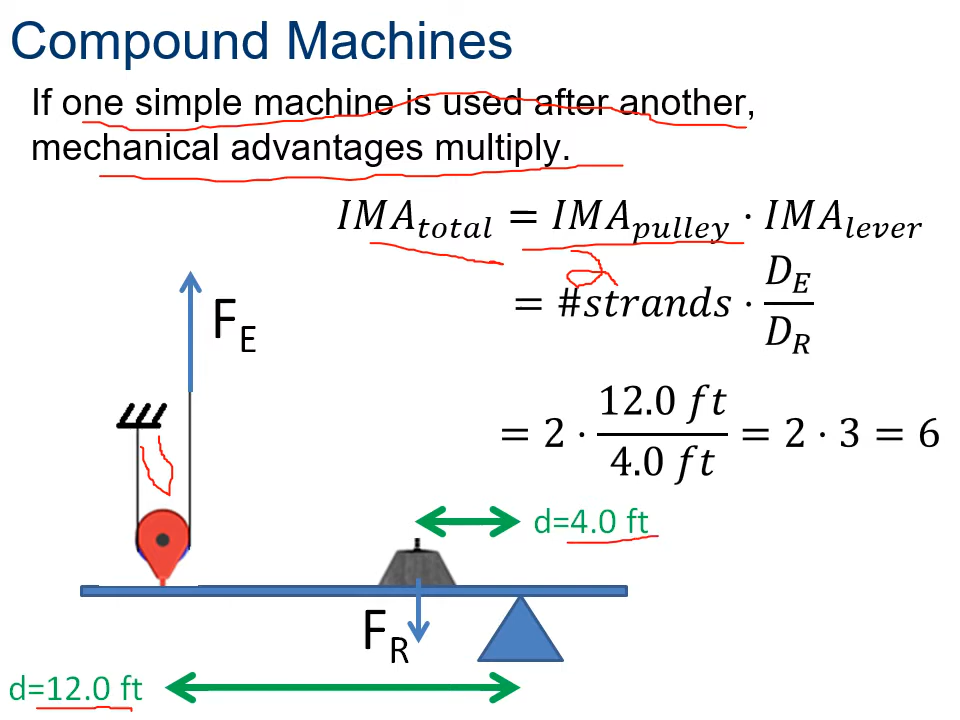 Compound Machines
If one simple machine is used after another,
mechanical advantages multiply.
IMA_total = IMA_pulley · IMA_lever
2
= #strands · D_E/D_R
F_E
= 2 · 12.0 ft/4.0 ft = 2 · 3 = 6
d=4.0 ft
F_R
d=12.0 ft